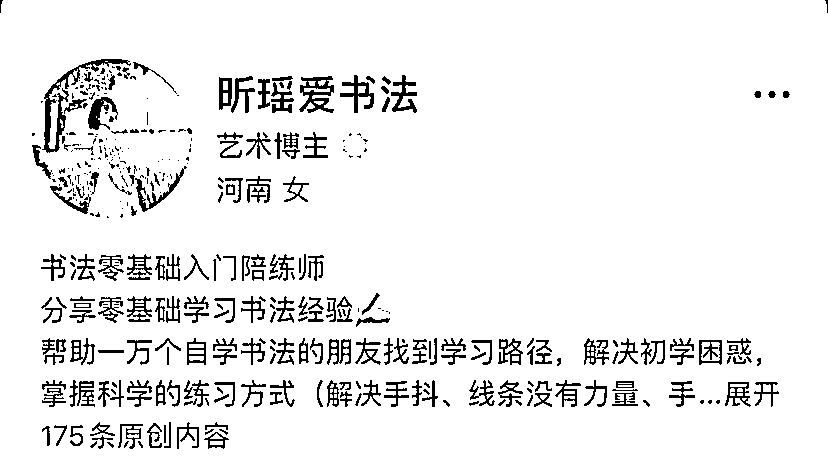 昕瑶爱书法
艺术博主
河南 女
书法零基础入门陪练师
分享零基础学习书法经验✍
帮助一万个自学书法的朋友找到学习路径，解决初学困惑，
掌握科学的练习方式（解决手抖、线条没有力量、手...展开
175条原创内容